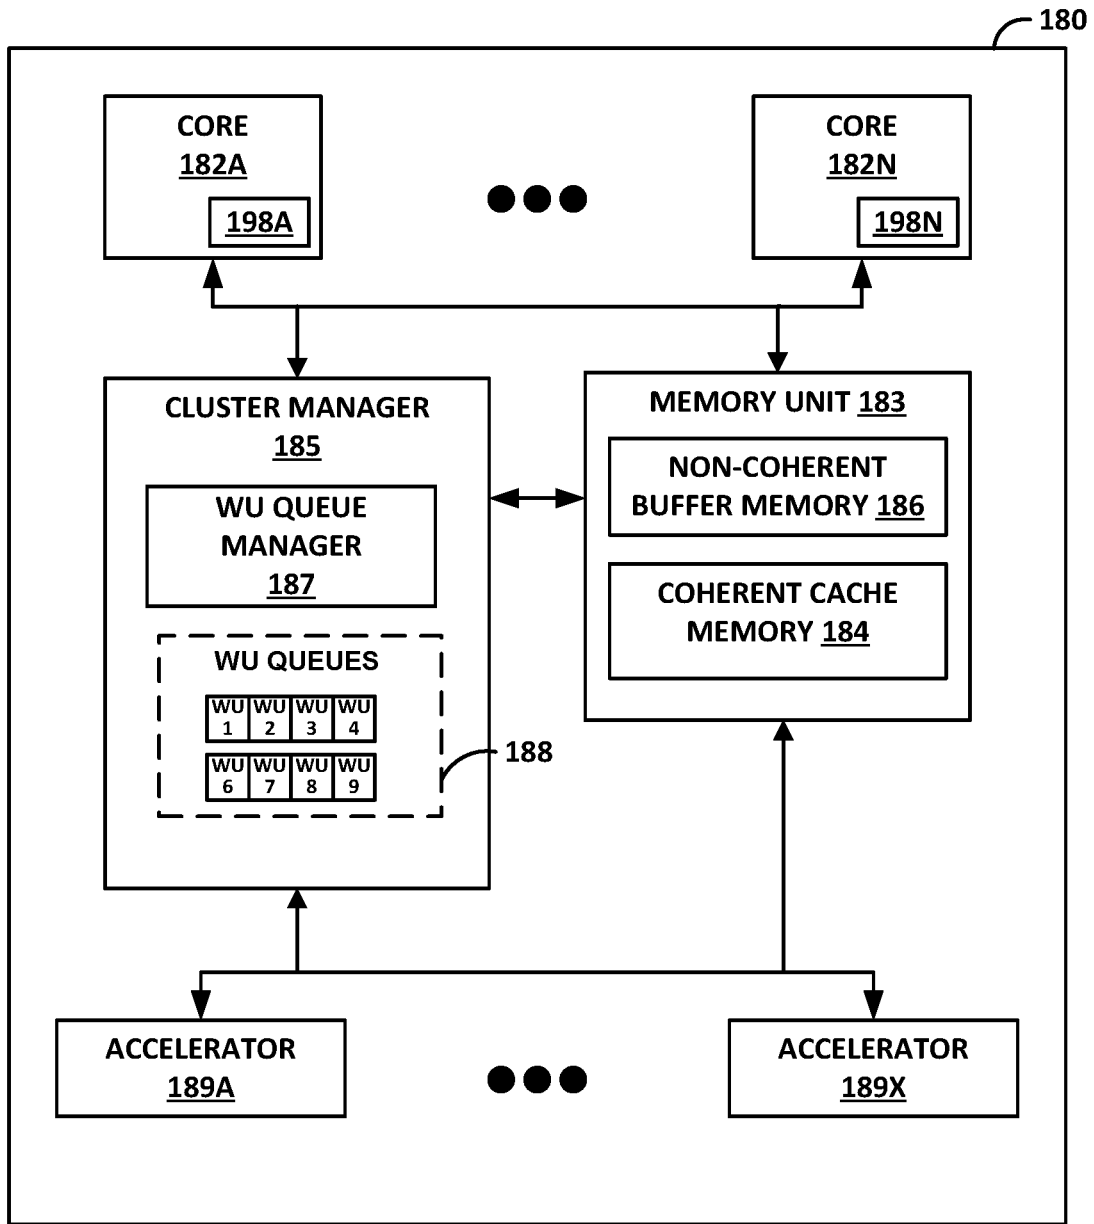 180
CORE
182A
198A
CORE
182N
198N
CLUSTER MANAGER
185
WU QUEUE
MANAGER
187
WU QUEUES
WU WU WU WU
1 2 3 4
WU WU WU WU
6 7 8 9
188
MEMORY UNIT 183
NON-COHERENT
BUFFER MEMORY 186
COHERENT CACHE
MEMORY 184
ACCELERATOR
189A
ACCELERATOR
189X